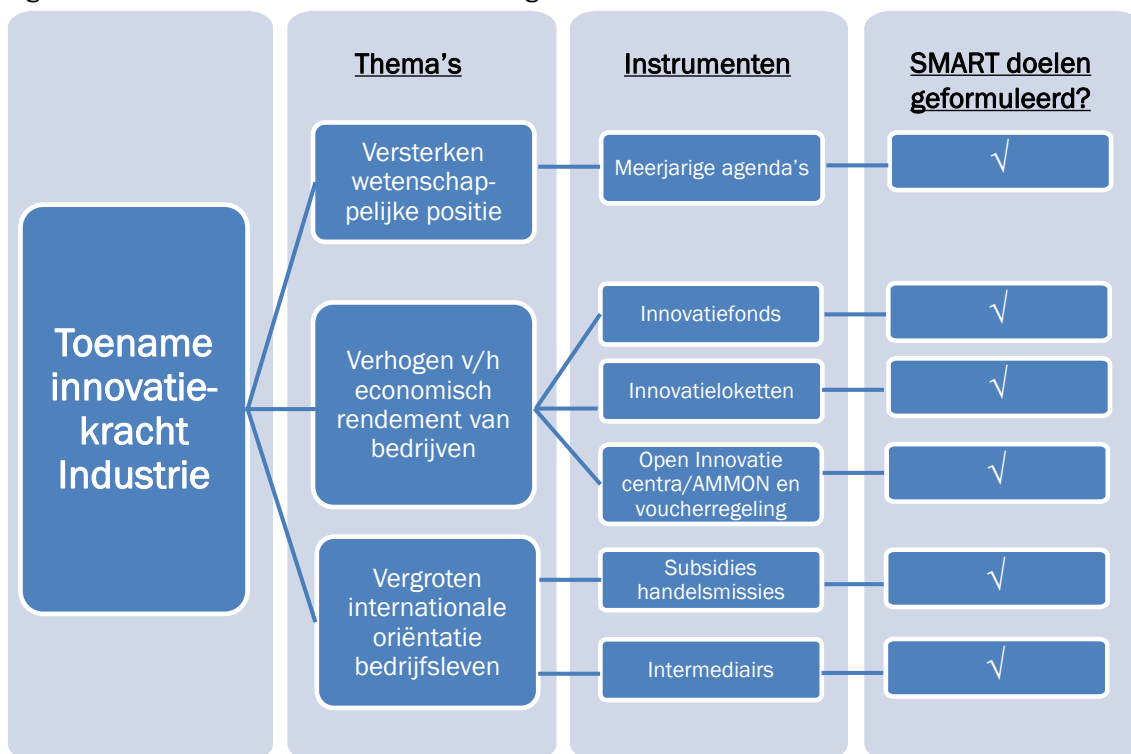 Thema's
Instrumenten
SMART doelen
geformuleerd?
Toename
innovatie-
kracht
Industrie
Versterken
wetenschap-
pelijke positie
Meerjarige agenda's
√
Verhogen v/h
economisch
rendement van
bedrijven
Innovatiefonds
√
Innovatieloketten
√
Open Innovatie
centra/AMMON en
voucherregeling
√
Vergroten
internationale
oriëntatie
bedrijfsleven
Subsidies
handelsmissies
√
Intermediairs
√